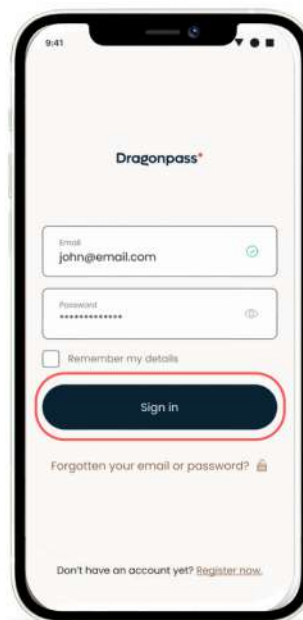 9:41
Dragonpass*
Email
john@email.com
Password
*************
Remember my details
Sign in
Forgotten your email or password?
Don't have an account yet? Register now.